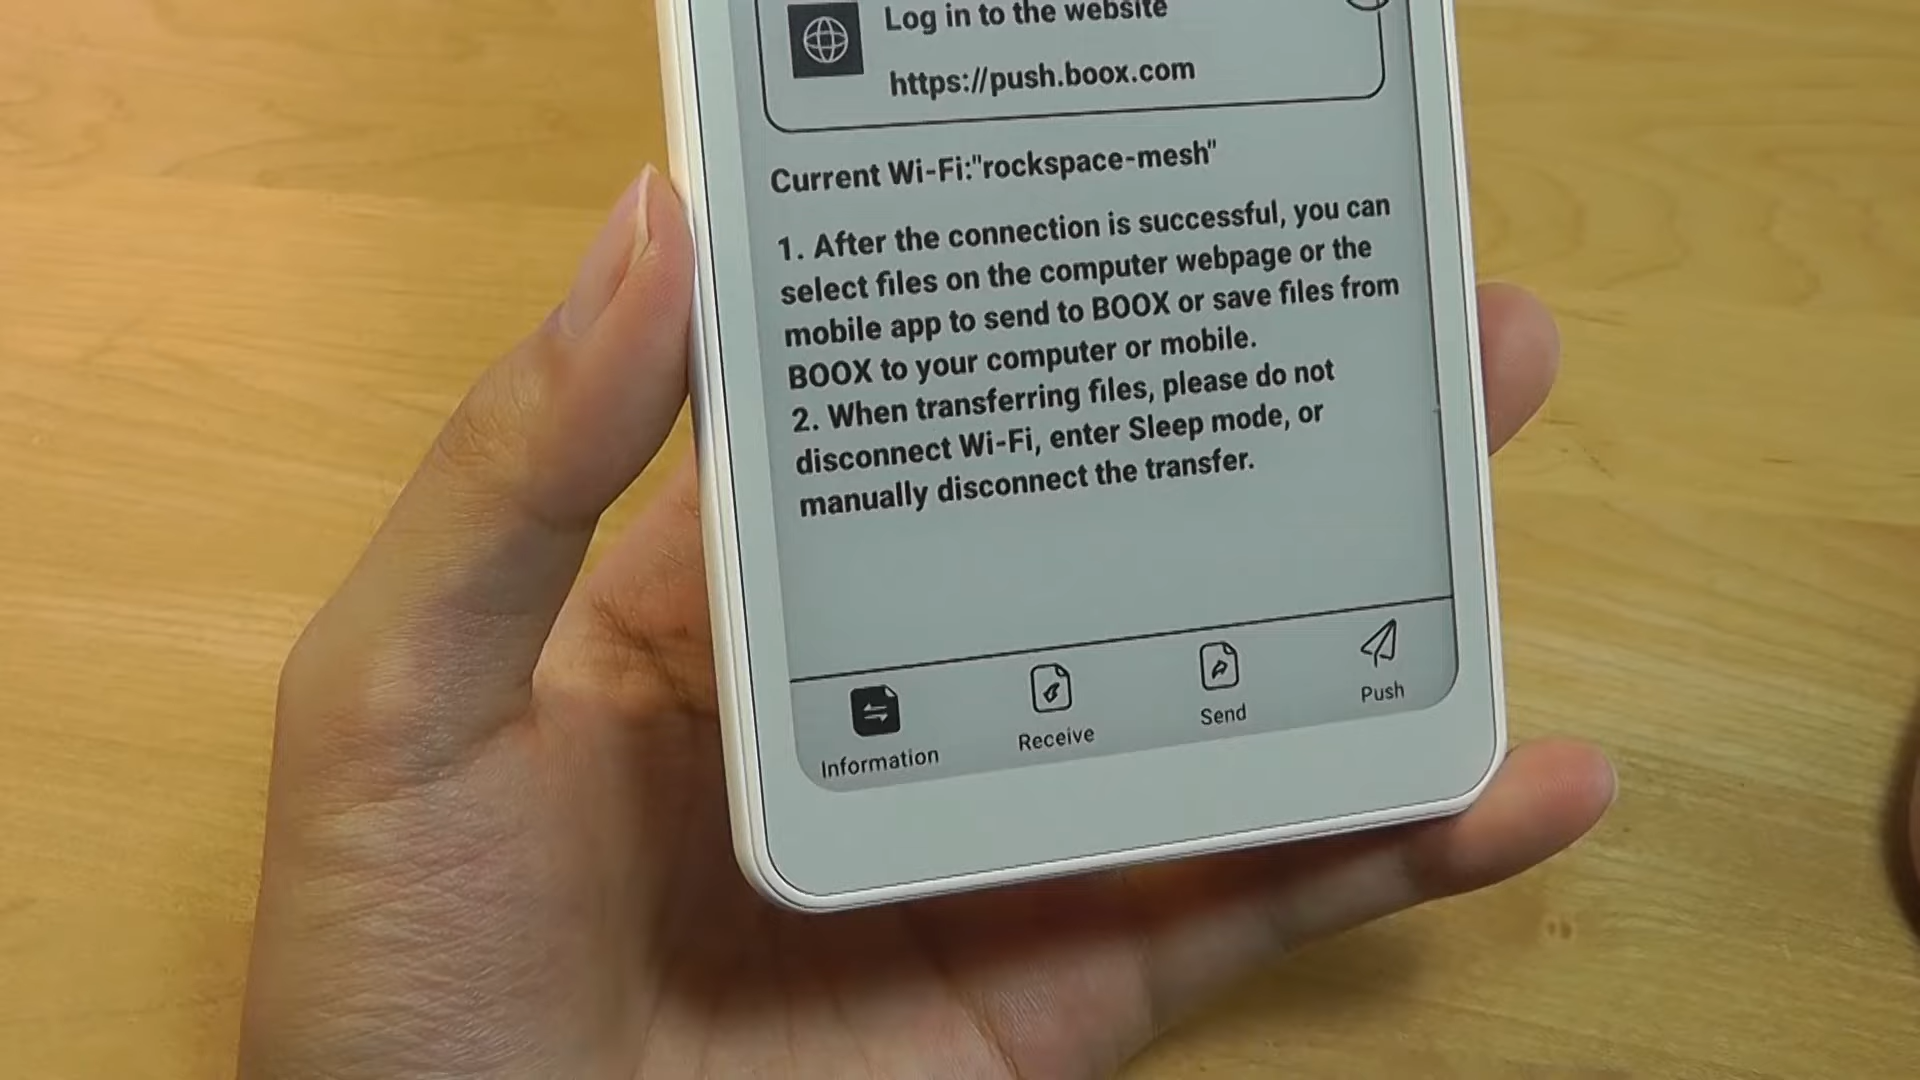 Log in to the website
https://push.boox.com
Current Wi-Fi:"rockspace-mesh"
1. After the connection is successful, you can
select files on the computer webpage or the
mobile app to send to BOOX or save files from
BOOX to your computer or mobile.
2. When transferring files, please do not
disconnect Wi-Fi, enter Sleep mode, or
manually disconnect the transfer.
Information
Receive
Send
Push